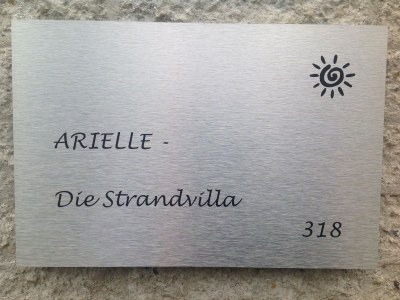 ARIELLE -
Die Strandvilla
318